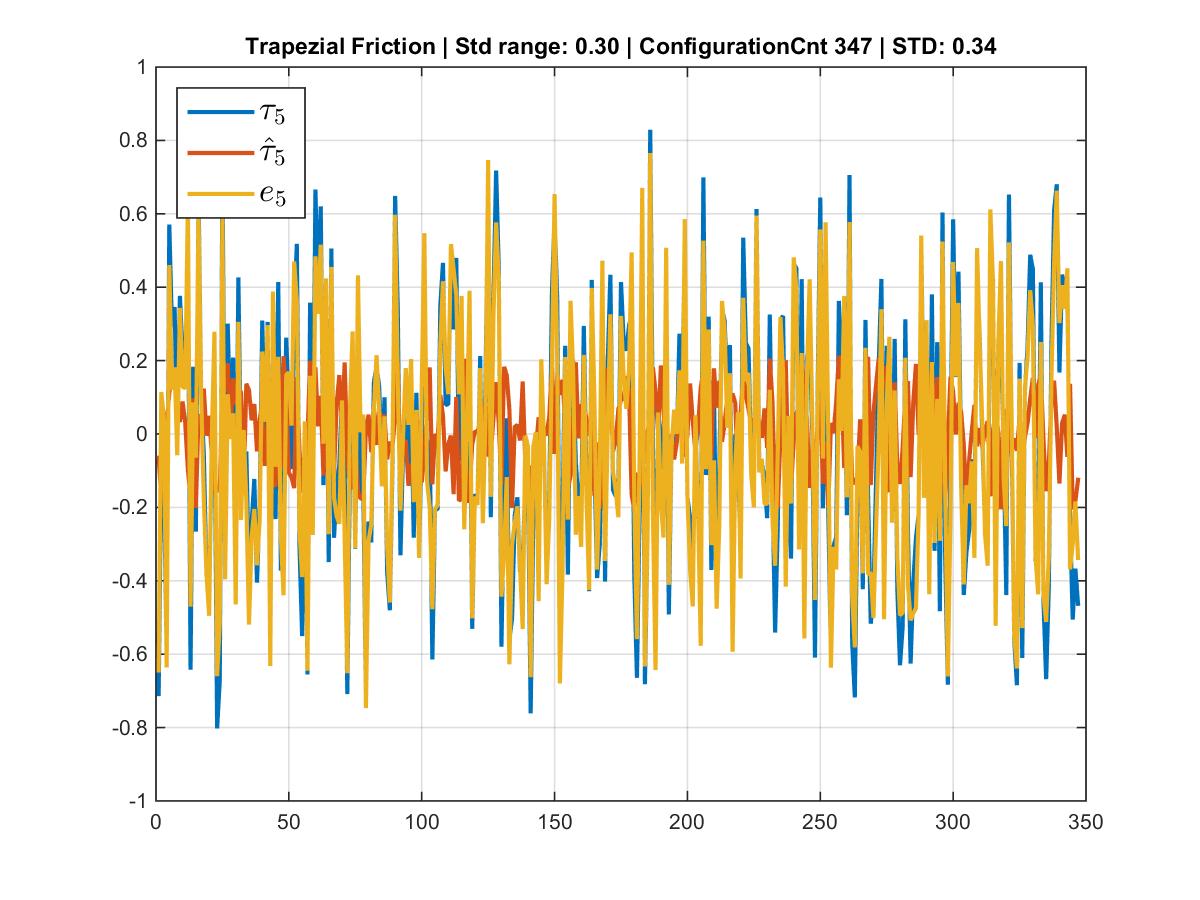 Trapezial Friction | Std range: 0.30 | ConfigurationCnt 347 | STD: 0.34
1
0.8
0.6
0.4
0.2
0
-0.2
-0.4
-0.6
-0.8
-1
τ₅
τ̂₅
e₅
0 50 100 150 200 250 300 350